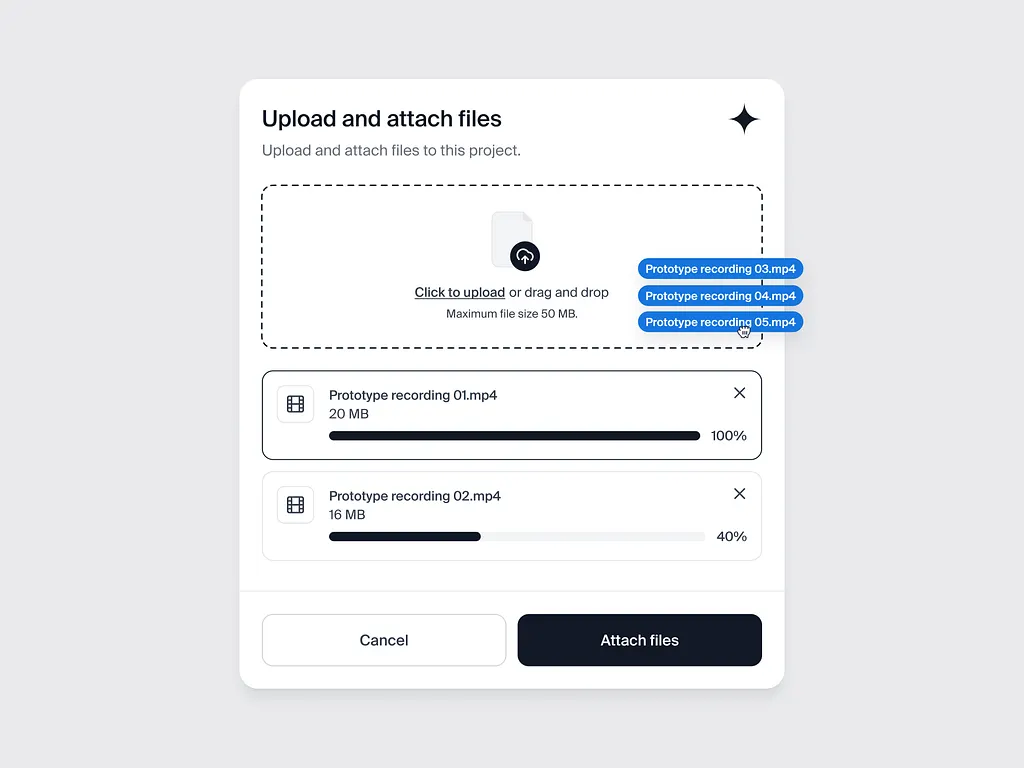 Upload and attach files
Upload and attach files to this project.
Click to upload or drag and drop
Maximum file size 50 MB.
Prototype recording 03.mp4
Prototype recording 04.mp4
Prototype recording 05.mp4
Prototype recording 01.mp4
20 MB
100%
Prototype recording 02.mp4
16 MB
40%
Cancel
Attach files